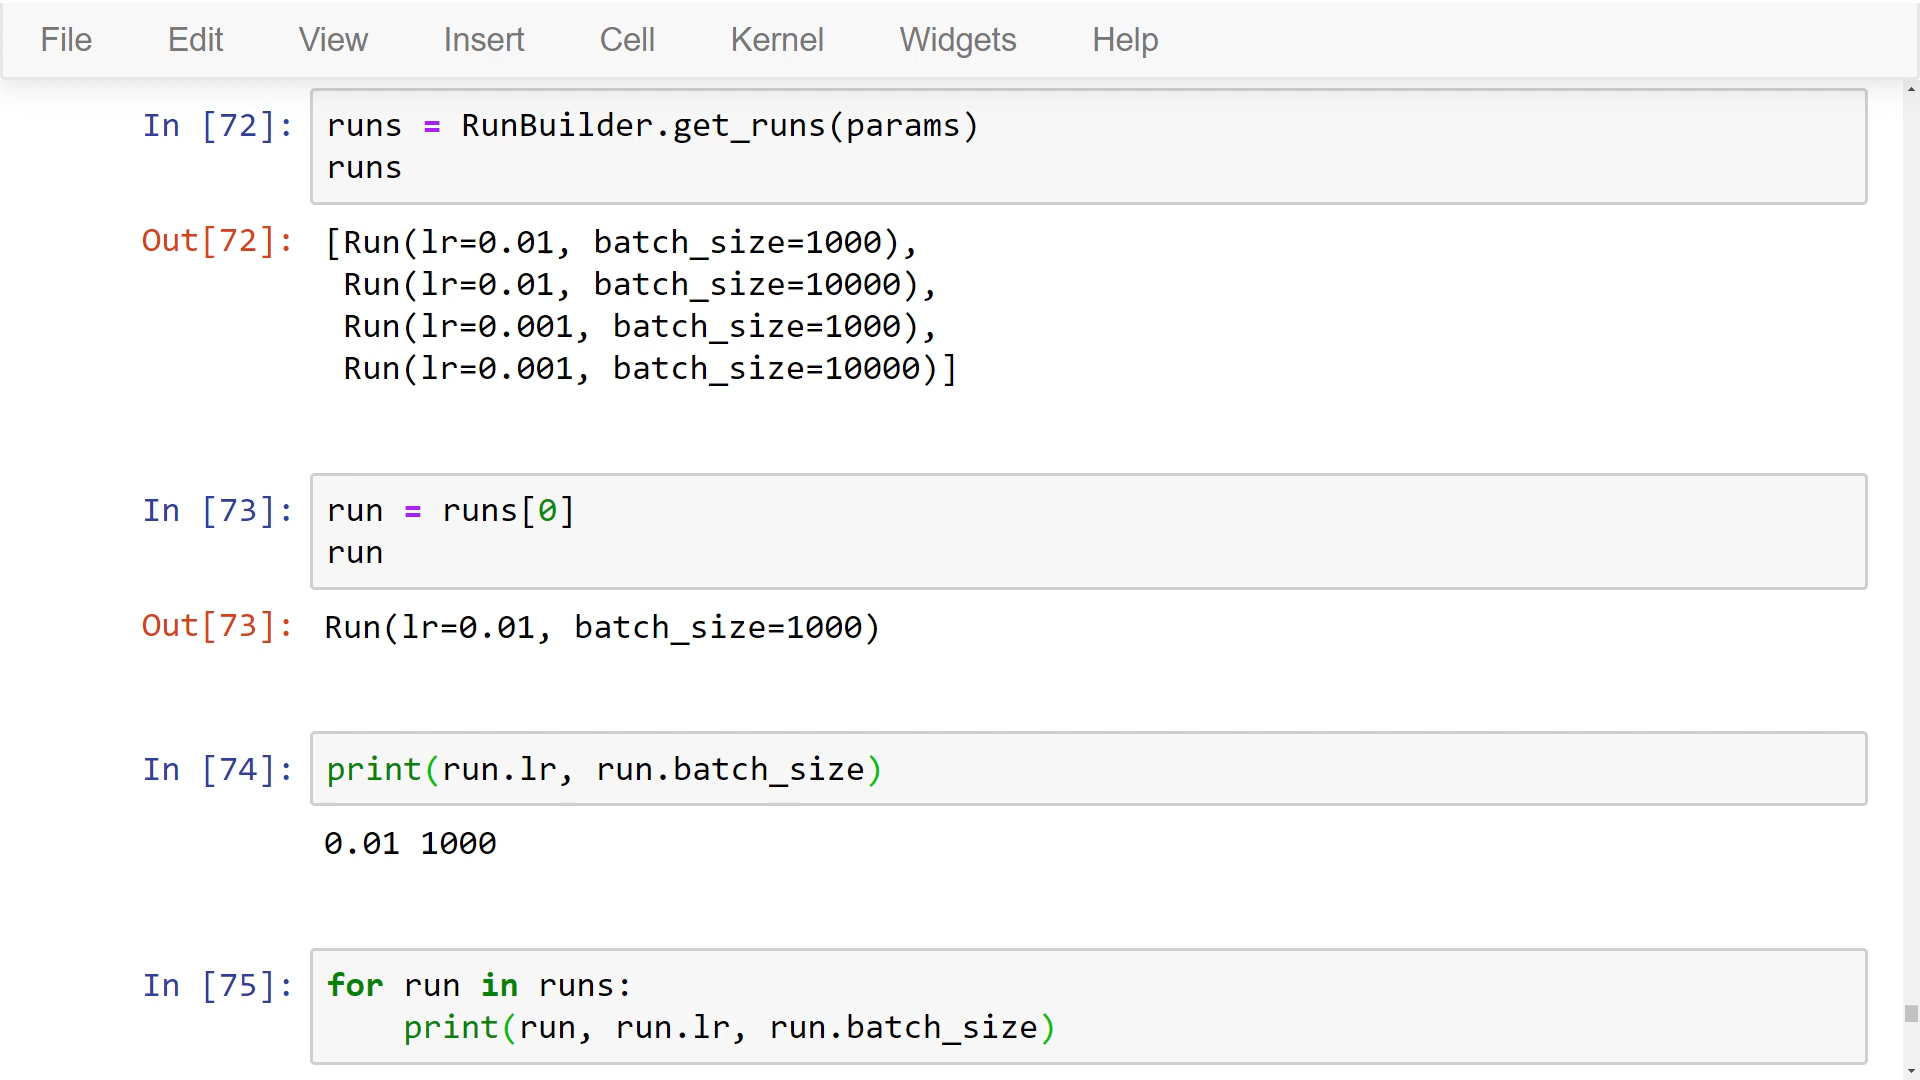 File Edit View Insert Cell Kernel Widgets Help
In [72]: runs = RunBuilder.get_runs(params)
runs
Out[72]: [Run(lr=0.01, batch_size=1000),
Run(lr=0.01, batch_size=10000),
Run(lr=0.001, batch_size=1000),
Run(lr=0.001, batch_size=10000)]
In [73]: run = runs[0]
run
Out[73]: Run(lr=0.01, batch_size=1000)
In [74]: print(run.lr, run.batch_size)
0.01 1000
In [75]: for run in runs:
    print(run, run.lr, run.batch_size)